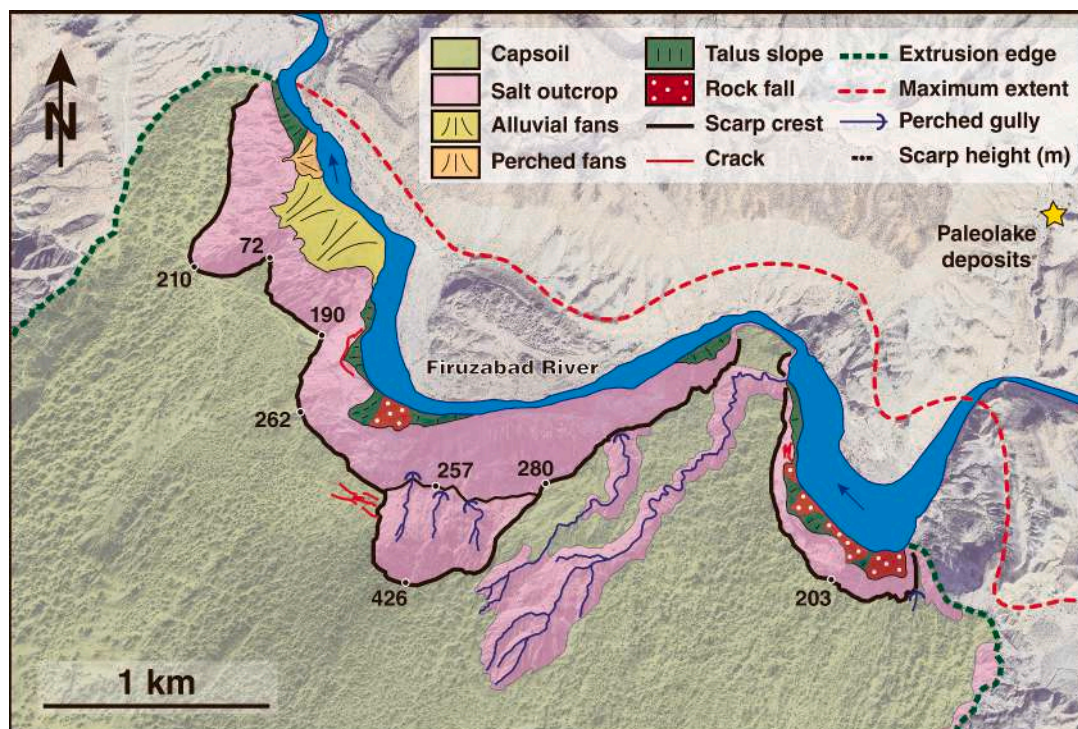 N
Capsoil
Salt outcrop
Alluvial fans
Perched fans
Talus slope
Rock fall
Scarp crest
Crack
Extrusion edge
Maximum extent
Perched gully
Scarp height (m)
Paleolake
deposits
72
210
190
Firuzabad River
262
257
280
426
203
1 km